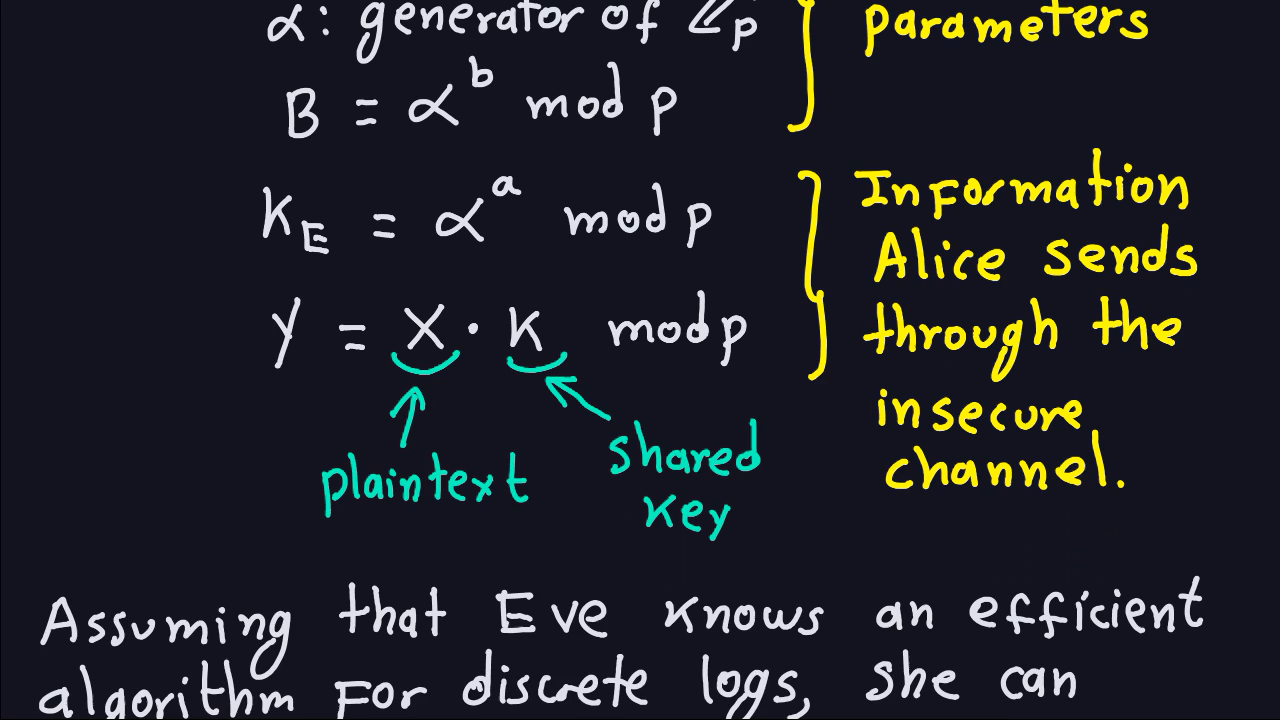 α: generator of ℤp
parameters
B = α^b mod p
K_E = α^a mod p
Y = X · K mod p
Information
Alice sends
through the
insecure
channel.
plaintext
shared
key
Assuming that Eve knows an efficient
algorithm for discrete logs, she can